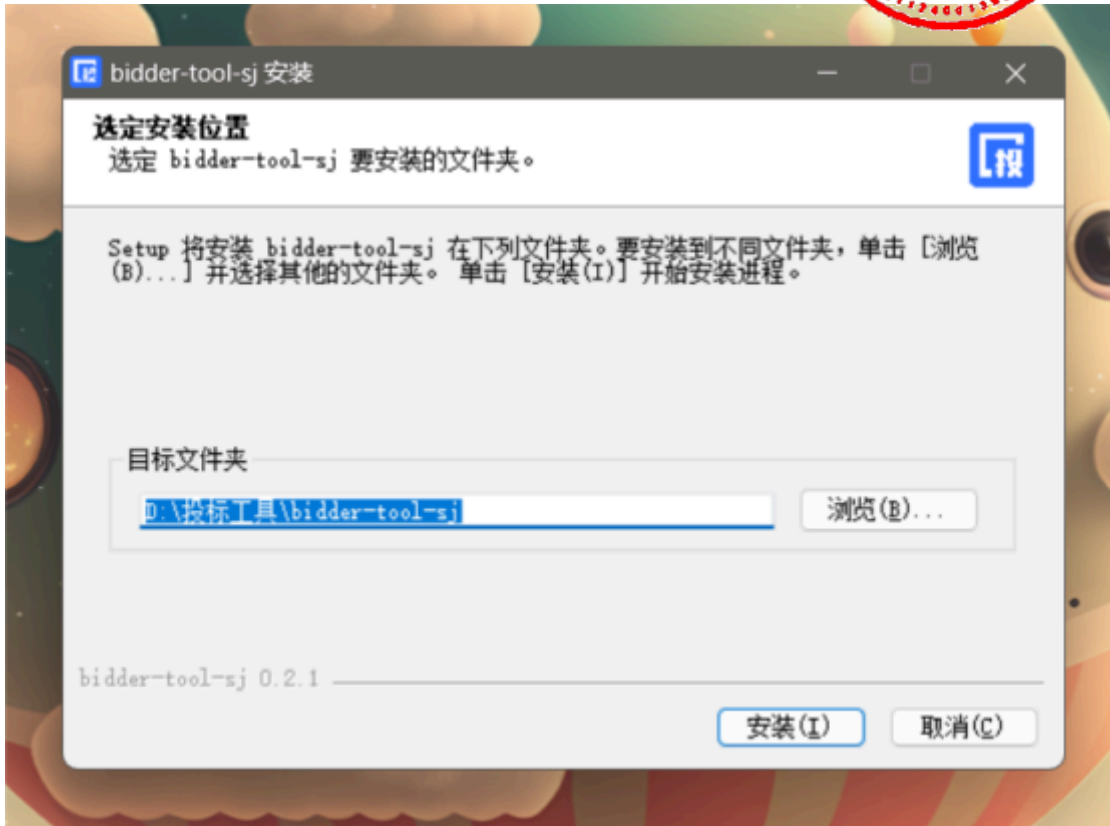 bidder-tool-sj 安装
选定安装位置
选定 bidder-tool-sj 要安装的文件夹。
投
Setup 将安装 bidder-tool-sj 在下列文件夹。要安装到不同文件夹，单击 [浏览
(B)...] 并选择其他的文件夹。 单击 [安装(I)] 开始安装进程。
目标文件夹
D:\投标工具\bidder-tool-sj
浏览(B)...
bidder-tool-sj 0.2.1
安装(I)
取消(C)